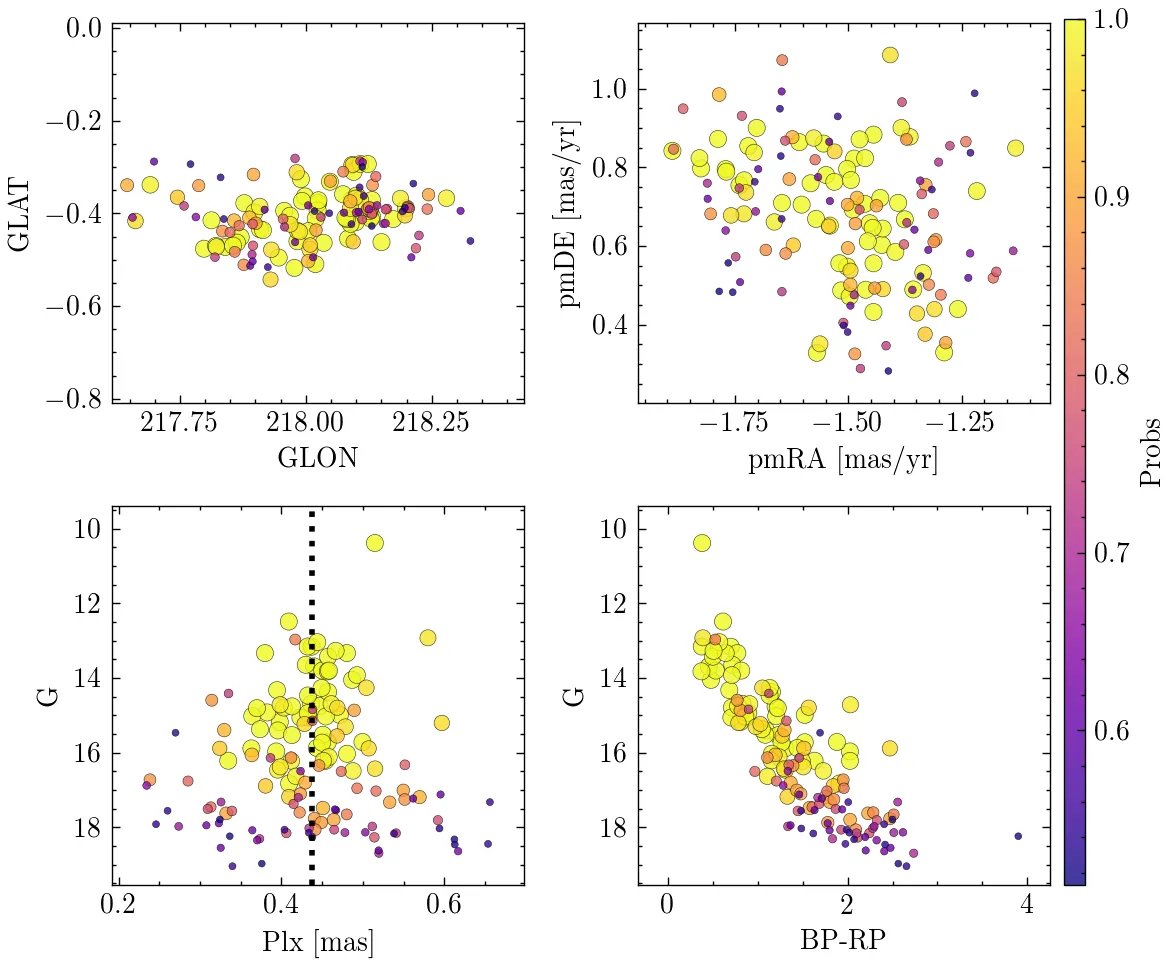 0.0
−0.2
−0.4
−0.6
−0.8
GLAT
217.75 218.00 218.25
GLON
1.0
0.8
0.6
0.4
pmDE [mas/yr]
−1.75 −1.50 −1.25
pmRA [mas/yr]
10
12
14
16
18
G
0.2 0.4 0.6
Plx [mas]
10
12
14
16
18
G
0 2 4
BP-RP
1.0
0.9
0.8
0.7
0.6
Probs